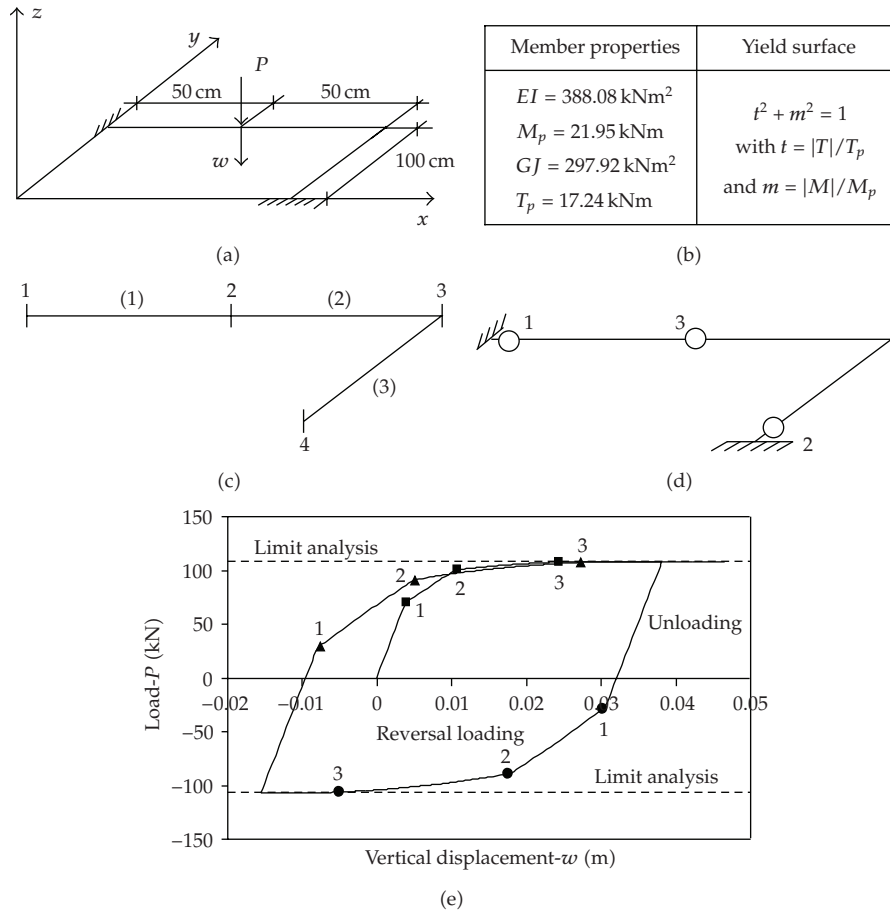 z
y
P
50 cm
50 cm
w
100 cm
x
(a)
Member properties
Yield surface
EI = 388.08 kNm²
M_p = 21.95 kNm
GJ = 297.92 kNm²
T_p = 17.24 kNm
t² + m² = 1
with t = |T|/T_p
and m = |M|/M_p
(b)
1
(1)
2
(2)
3
(3)
4
(c)
1
3
2
(d)
150
100
50
0
−50
−100
−150
−0.02
−0.01
0
0.01
0.02
0.03
0.04
0.05
Load-P (kN)
Limit analysis
1
2
3
1
2
3
Unloading
Reversal loading
1
2
3
Limit analysis
Vertical displacement-w (m)
(e)